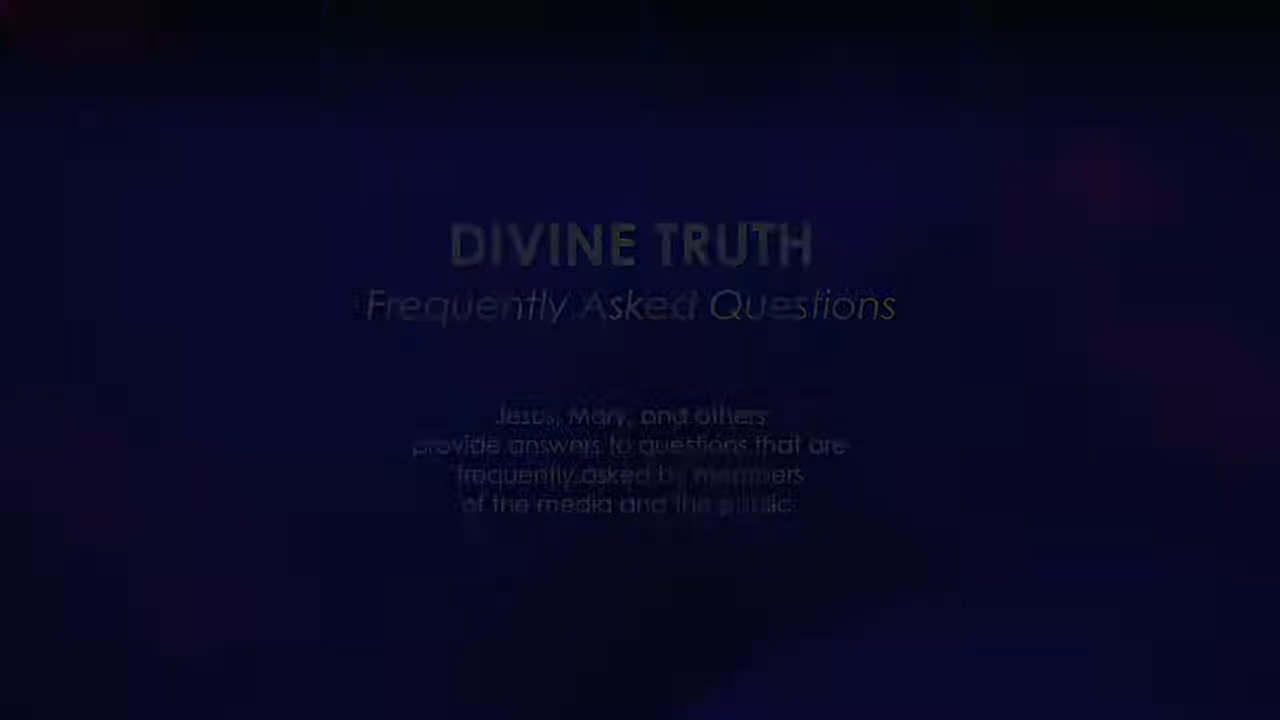 DIVINE TRUTH
Frequently Asked Questions
Jesus, Mary, and others
provide answers to questions that are
frequently asked by members
of the media and the public